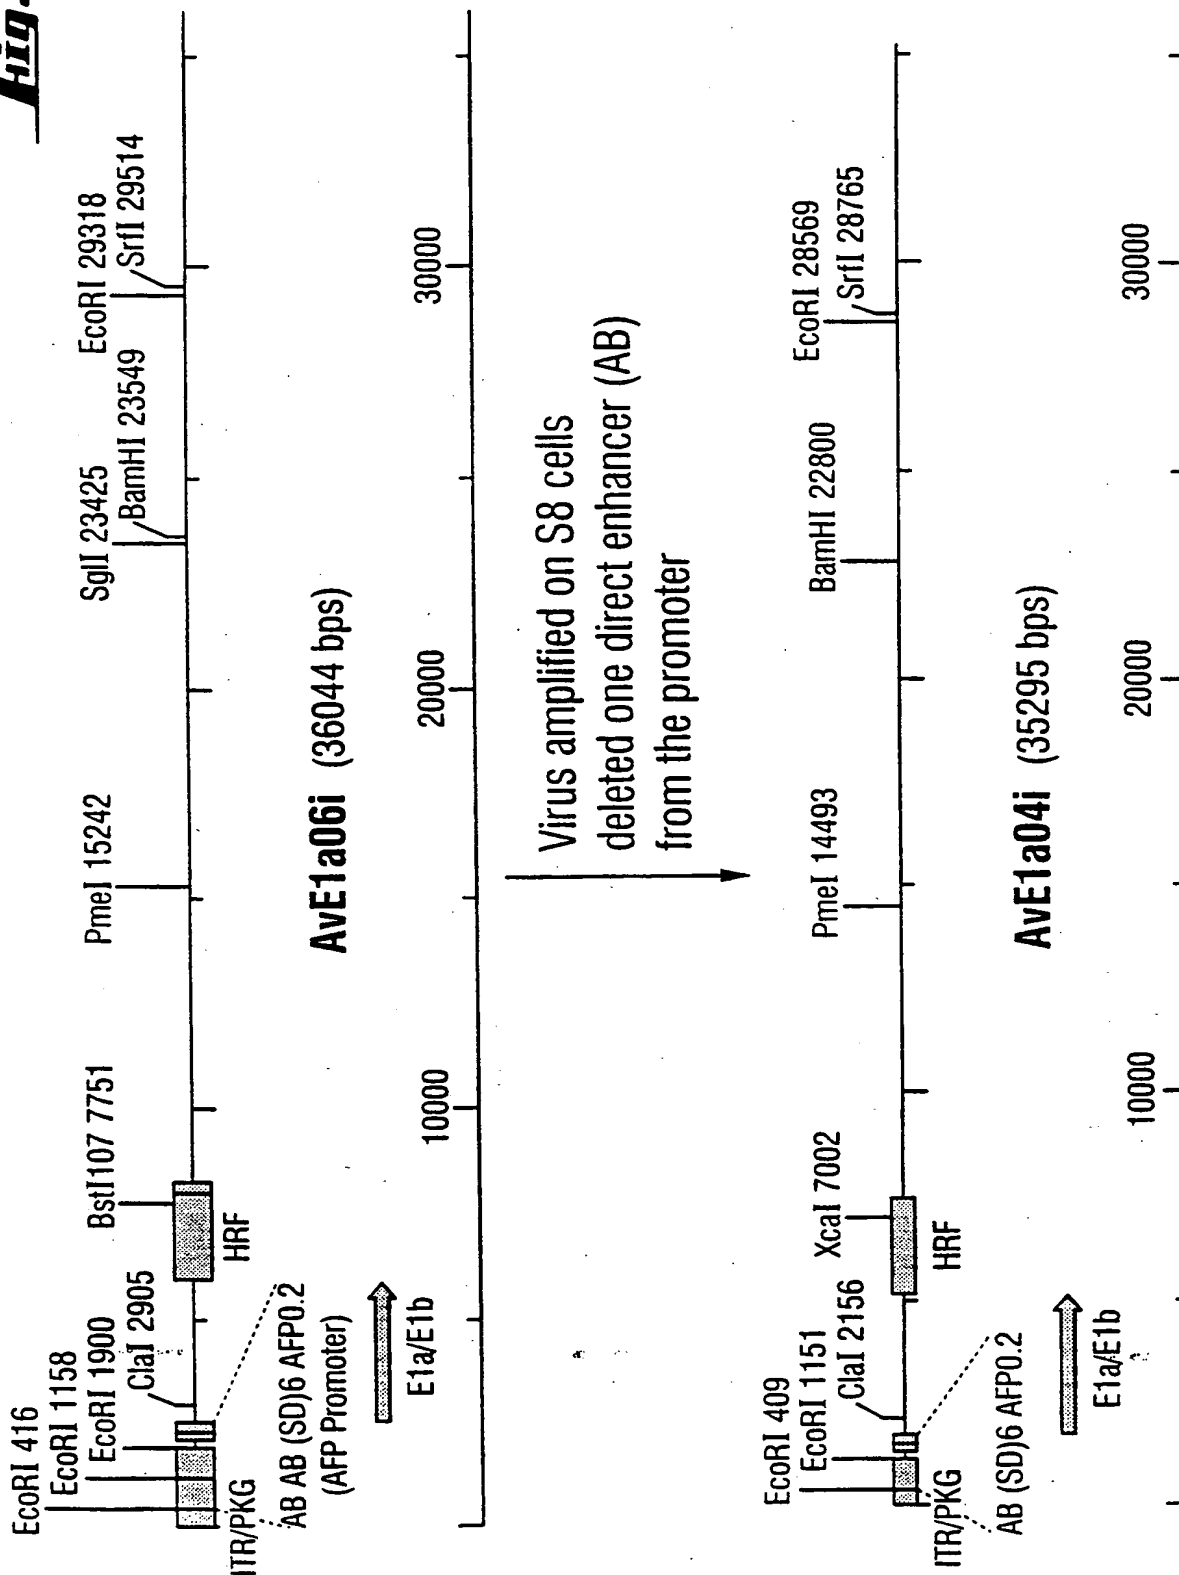 Fig.
EcoRI 416
EcoRI 1158
EcoRI 1900
ClaI 2905
BstI107 7751
PmeI 15242
SglI 23425
BamHI 23549
EcoRI 29318
SrfI 29514
ITR/PKG
HRF
AB AB (SD)6 AFP0.2
(AFP Promoter)
E1a/E1b
AvE1a06i (36044 bps)
10000
20000
30000
Virus amplified on S8 cells
deleted one direct enhancer (AB)
from the promoter
EcoRI 409
EcoRI 1151
ClaI 2156
XcaI 7002
PmeI 14493
BamHI 22800
EcoRI 28569
SrfI 28765
ITR/PKG
HRF
AB (SD)6 AFP0.2
E1a/E1b
AvE1a04i (35295 bps)
10000
20000
30000